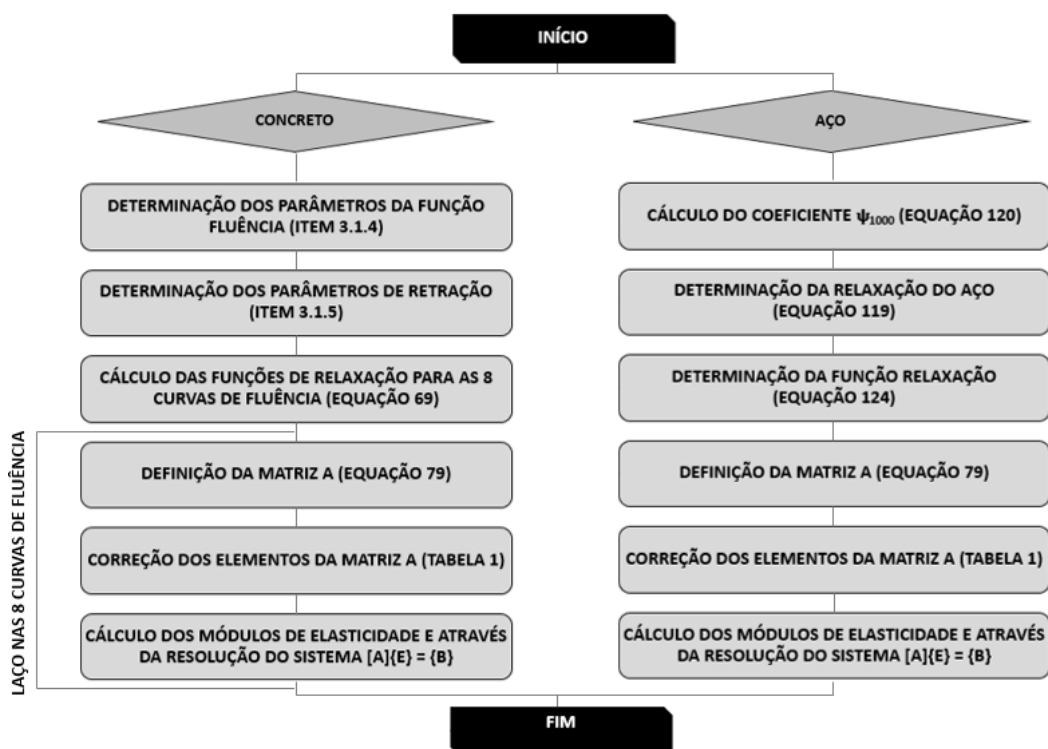 INÍCIO
CONCRETO
DETERMINAÇÃO DOS PARÂMETROS DA FUNÇÃO
FLUÊNCIA (ITEM 3.1.4)
DETERMINAÇÃO DOS PARÂMETROS DE RETRAÇÃO
(ITEM 3.1.5)
CÁLCULO DAS FUNÇÕES DE RELAXAÇÃO PARA AS 8
CURVAS DE FLUÊNCIA (EQUAÇÃO 69)
LAÇO NAS 8 CURVAS DE FLUÊNCIA
DEFINIÇÃO DA MATRIZ A (EQUAÇÃO 79)
CORREÇÃO DOS ELEMENTOS DA MATRIZ A (TABELA 1)
CÁLCULO DOS MÓDULOS DE ELASTICIDADE E ATRAVÉS
DA RESOLUÇÃO DO SISTEMA [A]{E} = {B}
AÇO
CÁLCULO DO COEFICIENTE ψ1000 (EQUAÇÃO 120)
DETERMINAÇÃO DA RELAXAÇÃO DO AÇO
(EQUAÇÃO 119)
DETERMINAÇÃO DA FUNÇÃO RELAXAÇÃO
(EQUAÇÃO 124)
DEFINIÇÃO DA MATRIZ A (EQUAÇÃO 79)
CORREÇÃO DOS ELEMENTOS DA MATRIZ A (TABELA 1)
CÁLCULO DOS MÓDULOS DE ELASTICIDADE E ATRAVÉS
DA RESOLUÇÃO DO SISTEMA [A]{E} = {B}
FIM